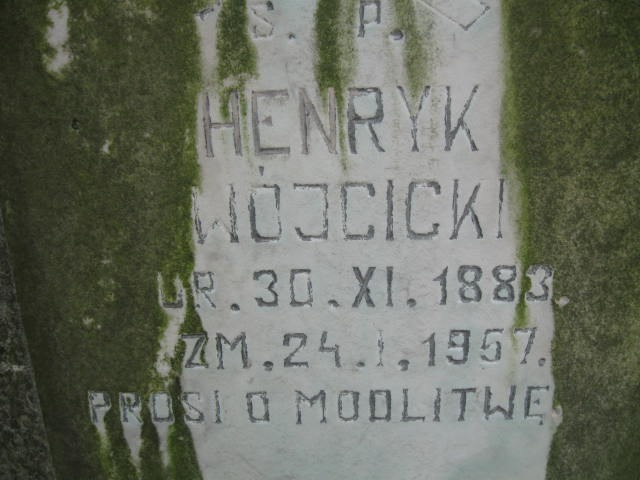 Ś. P.
HENRYK
WÓJCICKI
UR. 30. XI. 1883.
ZM. 24. I. 1957.
PROSI O MODLITWĘ